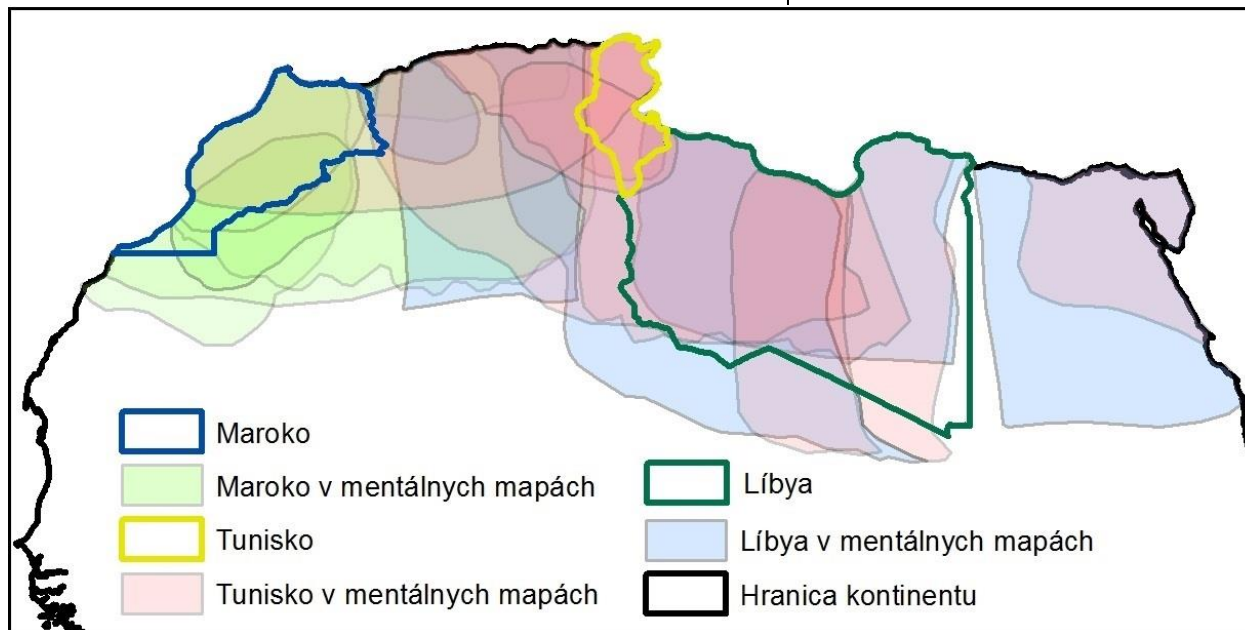 Maroko
Maroko v mentálnych mapách
Tunisko
Tunisko v mentálnych mapách
Líbya
Líbya v mentálnych mapách
Hranica kontinentu